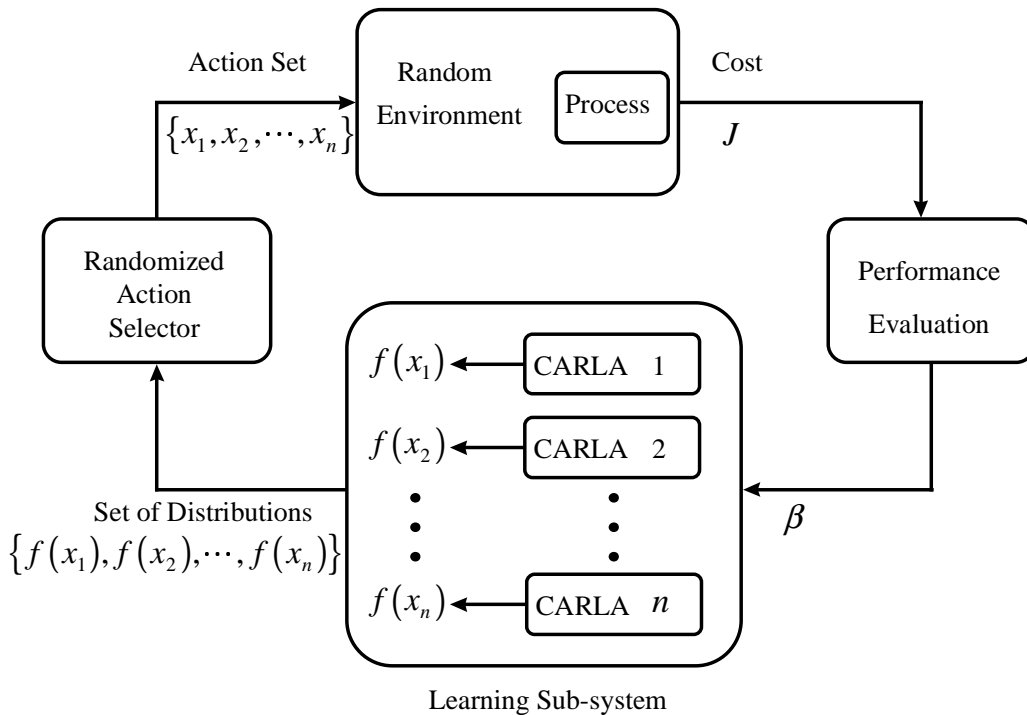 Action Set
{x₁, x₂, ⋯, xₙ}
Random
Environment
Process
Cost
J
Randomized
Action
Selector
Performance
Evaluation
f(x₁)
CARLA 1
f(x₂)
CARLA 2
f(xₙ)
CARLA n
β
Set of Distributions
{f(x₁), f(x₂), ⋯, f(xₙ)}
Learning Sub-system